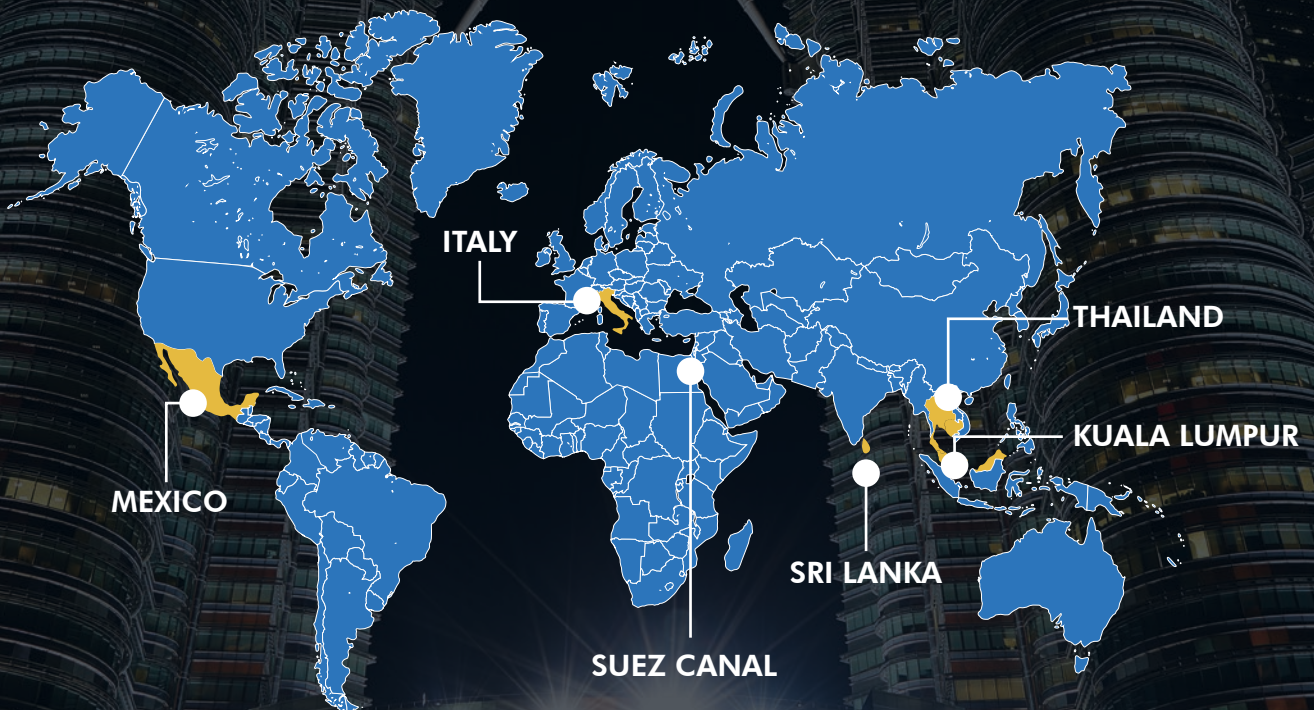 ITALY
THAILAND
KUALA LUMPUR
MEXICO
SRI LANKA
SUEZ CANAL